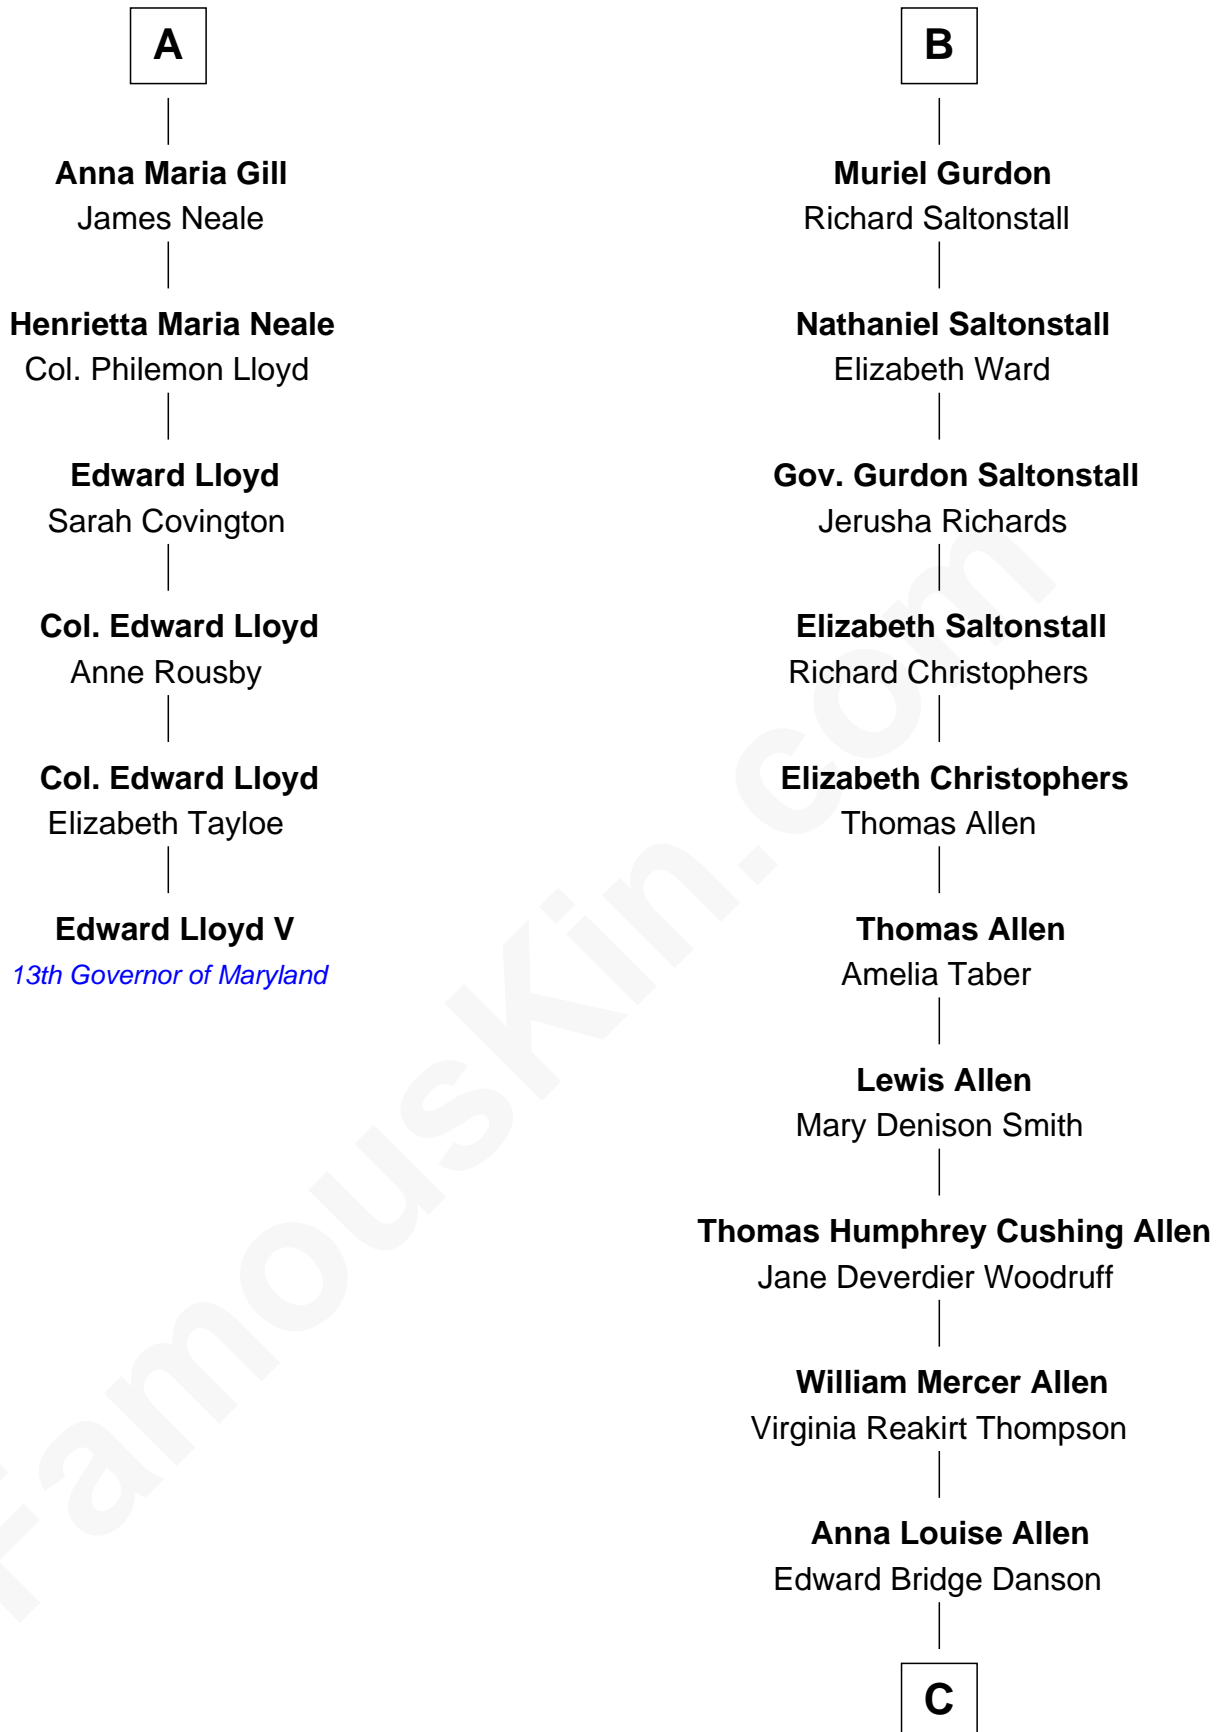 A
Anna Maria Gill
James Neale
Henrietta Maria Neale
Col. Philemon Lloyd
Edward Lloyd
Sarah Covington
Col. Edward Lloyd
Anne Rousby
Col. Edward Lloyd
Elizabeth Tayloe
Edward Lloyd V
13th Governor of Maryland
B
Muriel Gurdon
Richard Saltonstall
Nathaniel Saltonstall
Elizabeth Ward
Gov. Gurdon Saltonstall
Jerusha Richards
Elizabeth Saltonstall
Richard Christophers
Elizabeth Christophers
Thomas Allen
Thomas Allen
Amelia Taber
Lewis Allen
Mary Denison Smith
Thomas Humphrey Cushing Allen
Jane Deverdier Woodruff
William Mercer Allen
Virginia Reakirt Thompson
Anna Louise Allen
Edward Bridge Danson
C
FamousKin.com